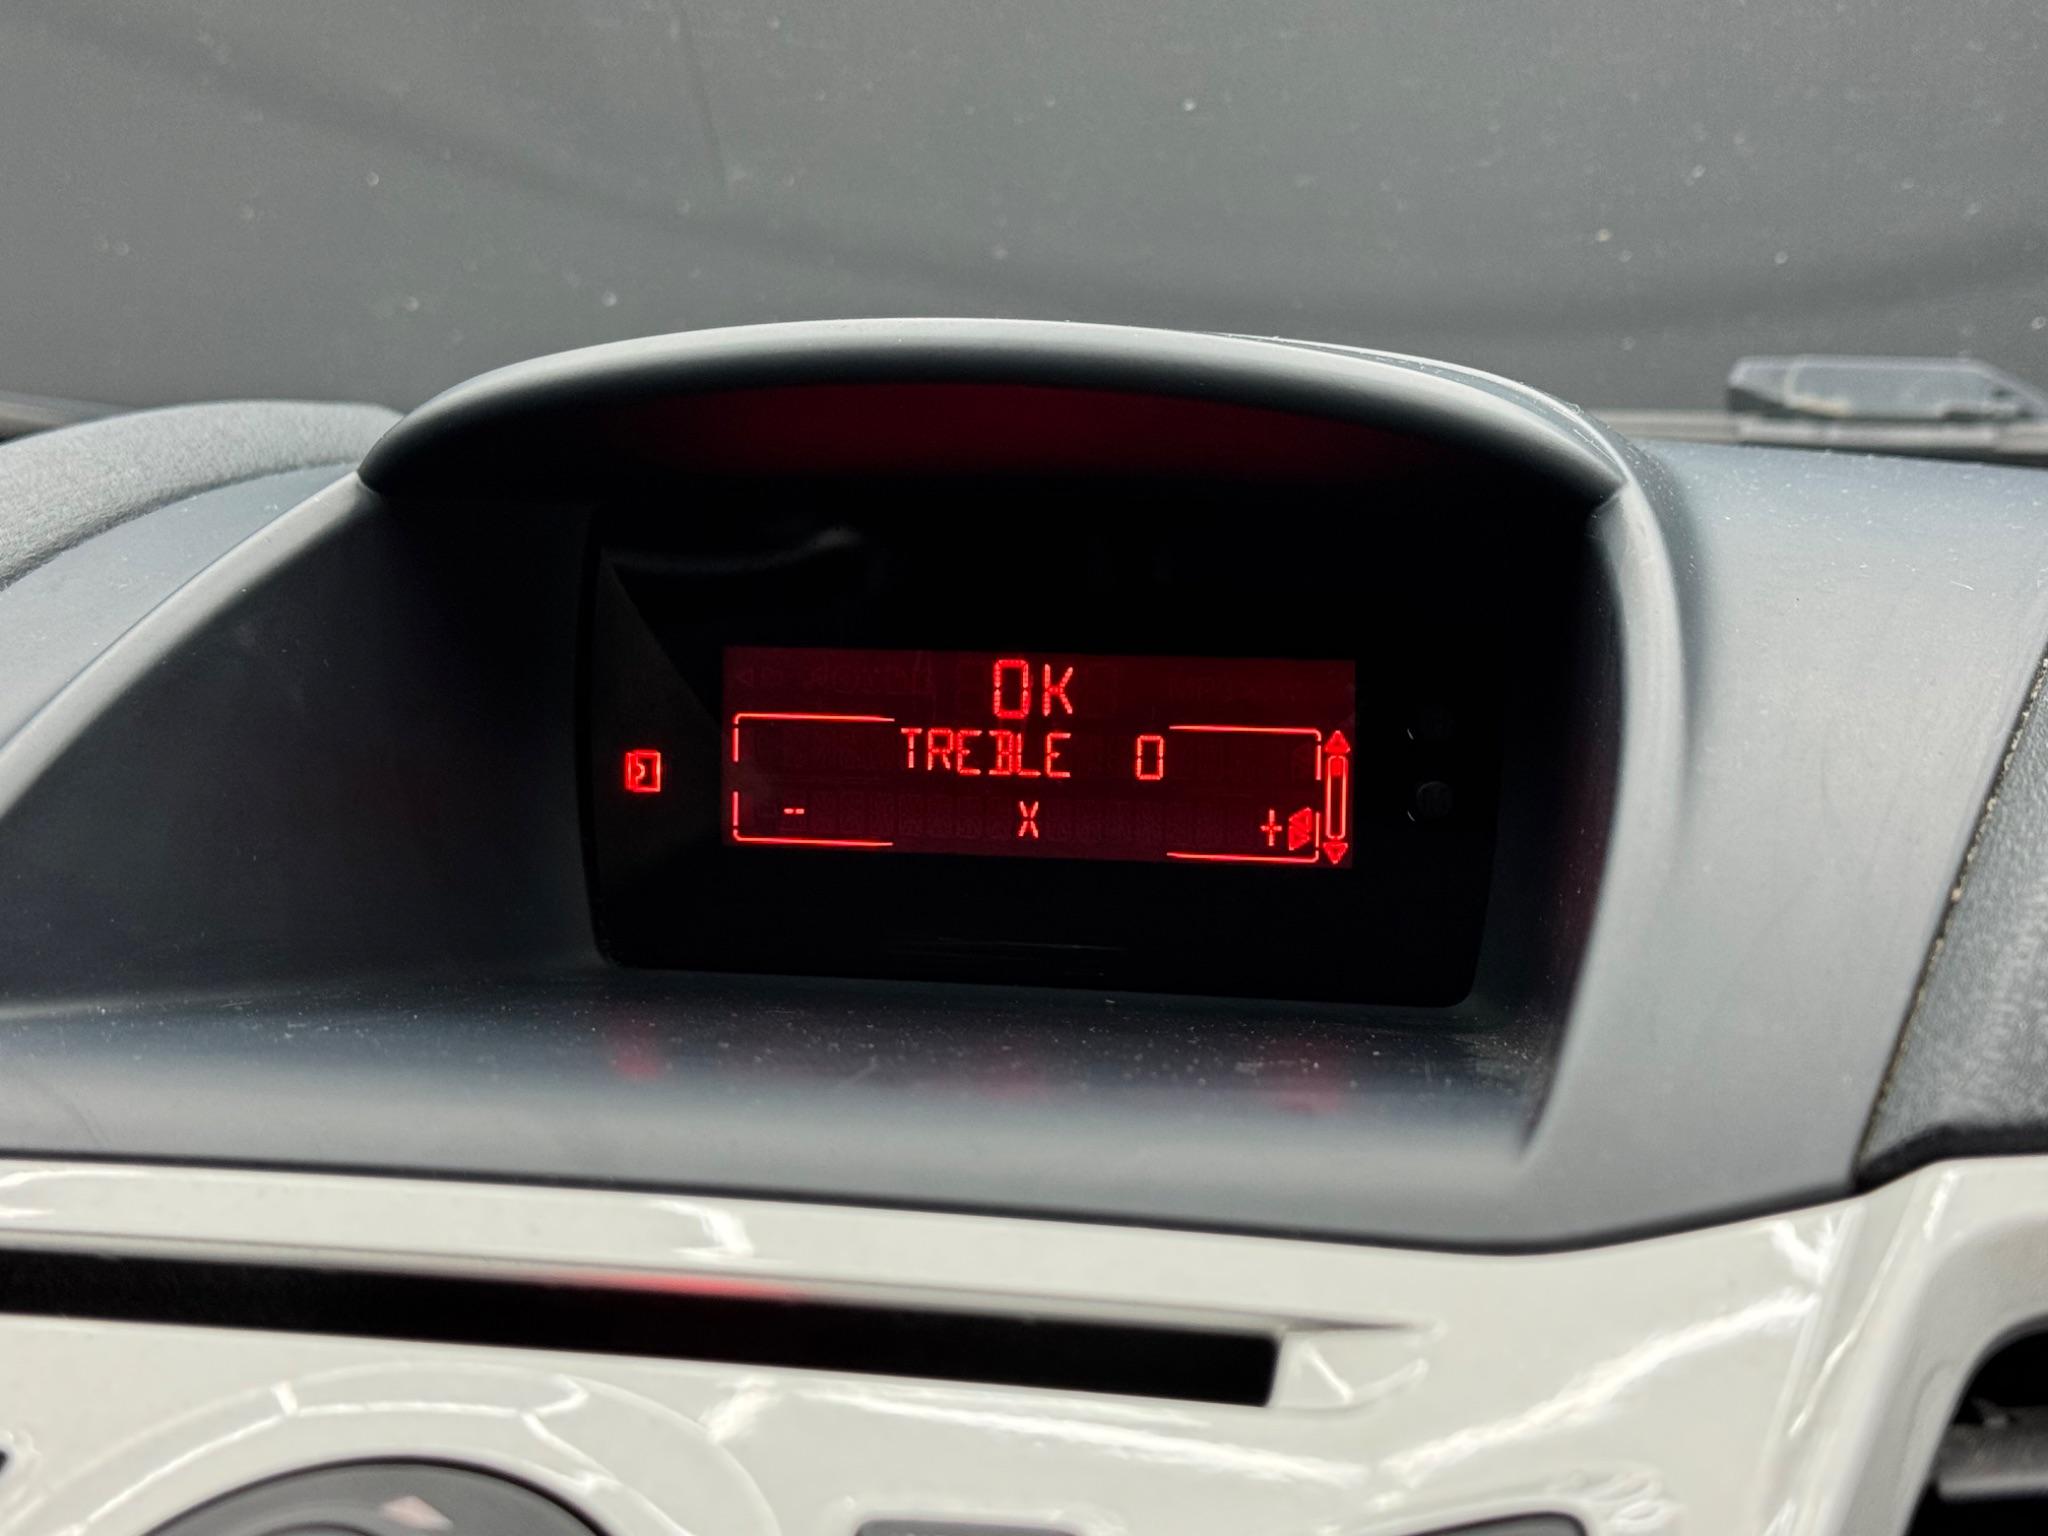 OK
TREBLE 0
-- X +